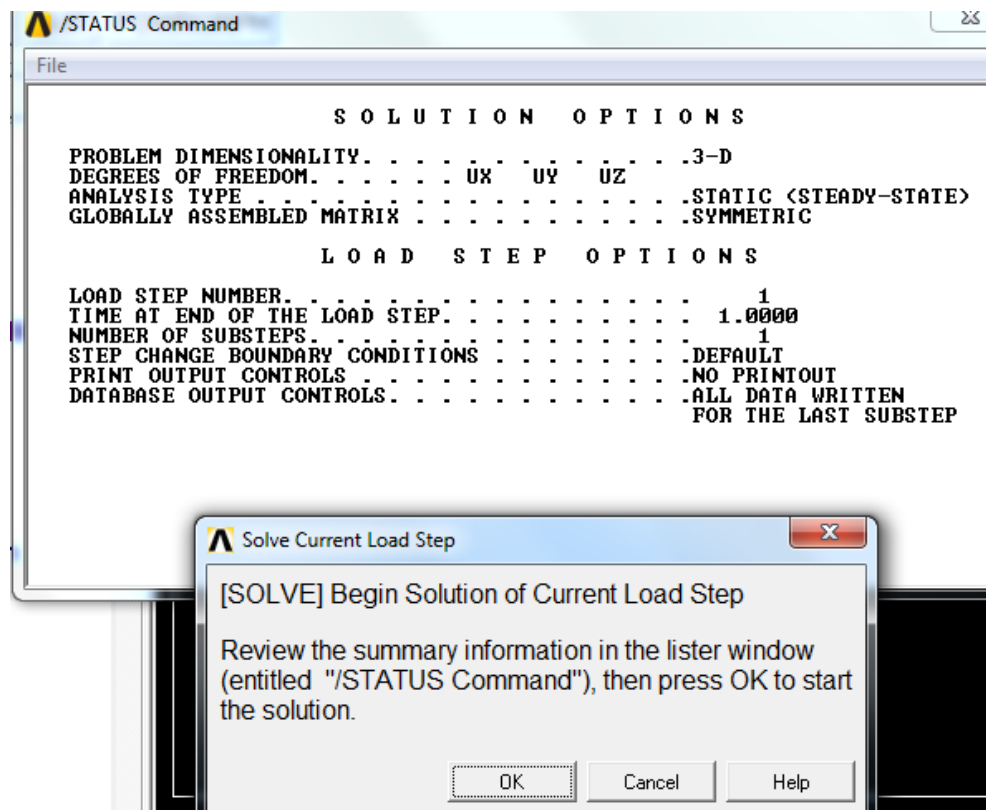 /STATUS Command
File
S O L U T I O N   O P T I O N S
PROBLEM DIMENSIONALITY. . . . . . . . . . . . .3-D
DEGREES OF FREEDOM. . . . . . UX   UY   UZ
ANALYSIS TYPE . . . . . . . . . . . . . . . . .STATIC (STEADY-STATE)
GLOBALLY ASSEMBLED MATRIX . . . . . . . . . . .SYMMETRIC
L O A D   S T E P   O P T I O N S
LOAD STEP NUMBER. . . . . . . . . . . . . . . . 1
TIME AT END OF THE LOAD STEP. . . . . . . . . . 1.0000
NUMBER OF SUBSTEPS. . . . . . . . . . . . . . . 1
STEP CHANGE BOUNDARY CONDITIONS . . . . . . . .DEFAULT
PRINT OUTPUT CONTROLS . . . . . . . . . . . . .NO PRINTOUT
DATABASE OUTPUT CONTROLS. . . . . . . . . . . .ALL DATA WRITTEN
FOR THE LAST SUBSTEP
Solve Current Load Step
[SOLVE] Begin Solution of Current Load Step
Review the summary information in the lister window
(entitled "/STATUS Command"), then press OK to start
the solution.
OK Cancel Help